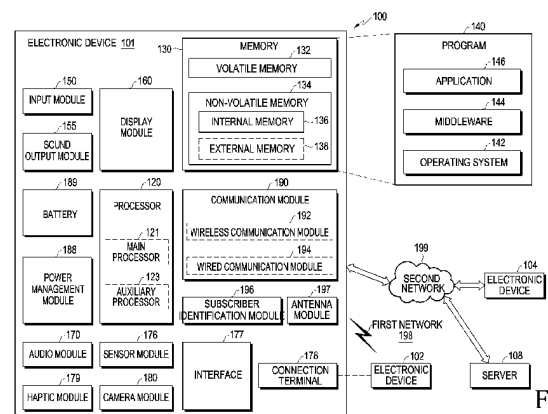 100
ELECTRONIC DEVICE 101
130
MEMORY
132
VOLATILE MEMORY
134
NON-VOLATILE MEMORY
INTERNAL MEMORY
136
EXTERNAL MEMORY
138
140
PROGRAM
146
APPLICATION
144
MIDDLEWARE
142
OPERATING SYSTEM
150
INPUT MODULE
155
SOUND
OUTPUT MODULE
160
DISPLAY
MODULE
189
BATTERY
120
PROCESSOR
121
MAIN
PROCESSOR
123
AUXILIARY
PROCESSOR
190
COMMUNICATION MODULE
192
WIRELESS COMMUNICATION MODULE
194
WIRED COMMUNICATION MODULE
188
POWER
MANAGEMENT
MODULE
196
SUBSCRIBER
IDENTIFICATION MODULE
197
ANTENNA
MODULE
199
SECOND
NETWORK
104
ELECTRONIC
DEVICE
170
AUDIO MODULE
176
SENSOR MODULE
177
INTERFACE
FIRST NETWORK
198
178
CONNECTION
TERMINAL
102
ELECTRONIC
DEVICE
108
SERVER
179
HAPTIC MODULE
180
CAMERA MODULE
F